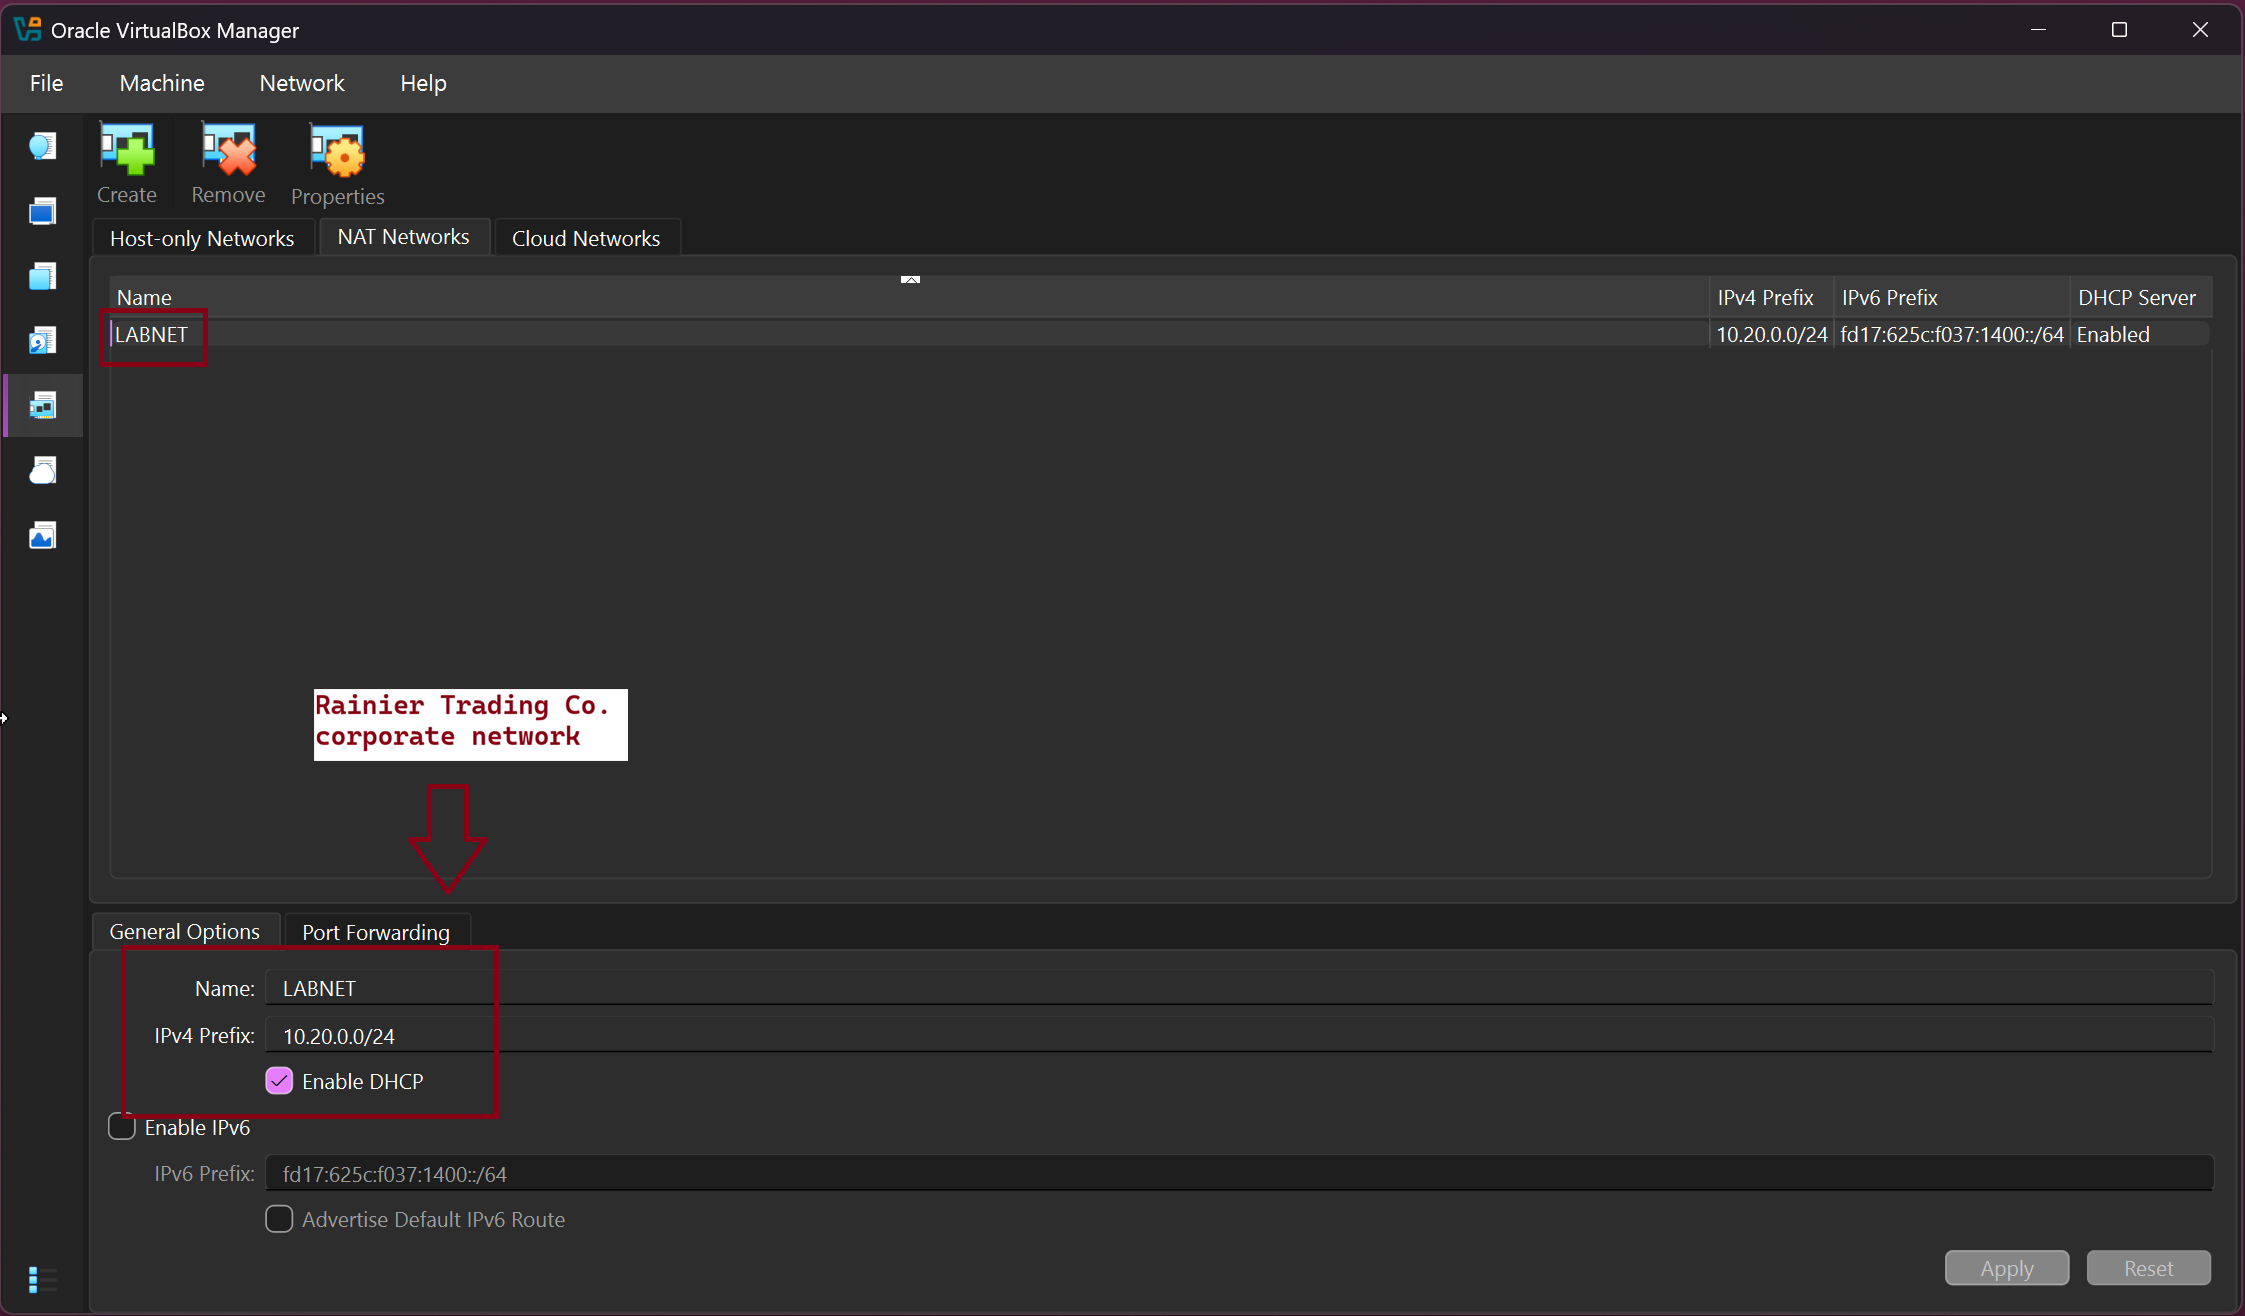 Oracle VirtualBox Manager
File Machine Network Help
Create Remove Properties
Host-only Networks NAT Networks Cloud Networks
Name IPv4 Prefix IPv6 Prefix DHCP Server
LABNET 10.20.0.0/24 fd17:625c:f037:1400::/64 Enabled
Rainier Trading Co.
corporate network
General Options Port Forwarding
Name: LABNET
IPv4 Prefix: 10.20.0.0/24
Enable DHCP
Enable IPv6
IPv6 Prefix: fd17:625c:f037:1400::/64
Advertise Default IPv6 Route
Apply Reset